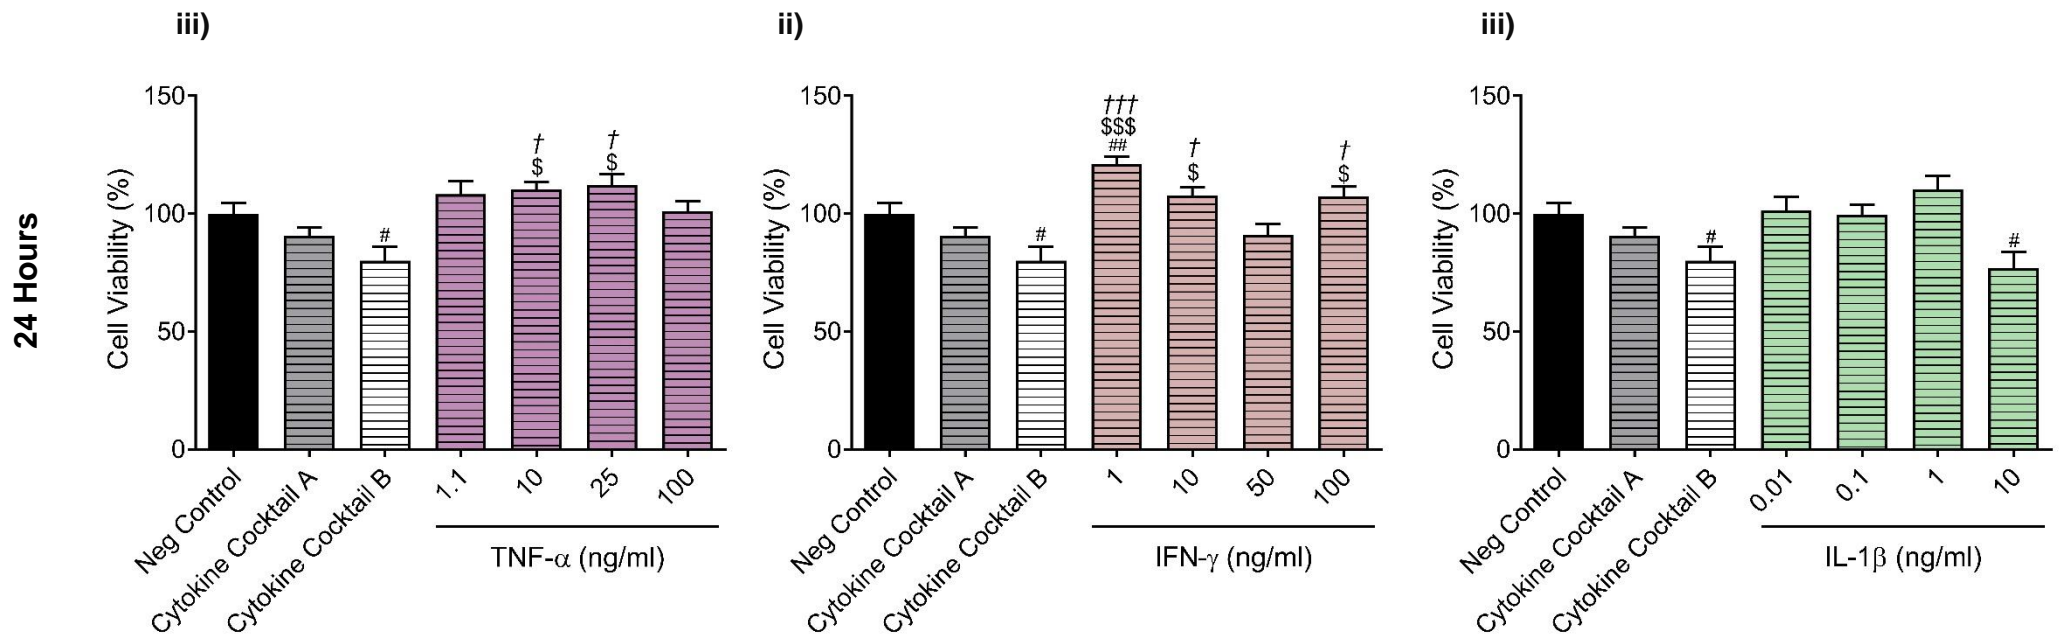 24 Hours
iii)
150
100
50
0
Cell Viability (%)
#
†
$
†
$
Neg Control
Cytokine Cocktail A
Cytokine Cocktail B
1.1
10
25
100
TNF-α (ng/ml)
ii)
150
100
50
0
Cell Viability (%)
#
†††
$$$
##
†
$
†
$
Neg Control
Cytokine Cocktail A
Cytokine Cocktail B
1
10
50
100
IFN-γ (ng/ml)
iii)
150
100
50
0
Cell Viability (%)
#
#
Neg Control
Cytokine Cocktail A
Cytokine Cocktail B
0.01
0.1
1
10
IL-1β (ng/ml)